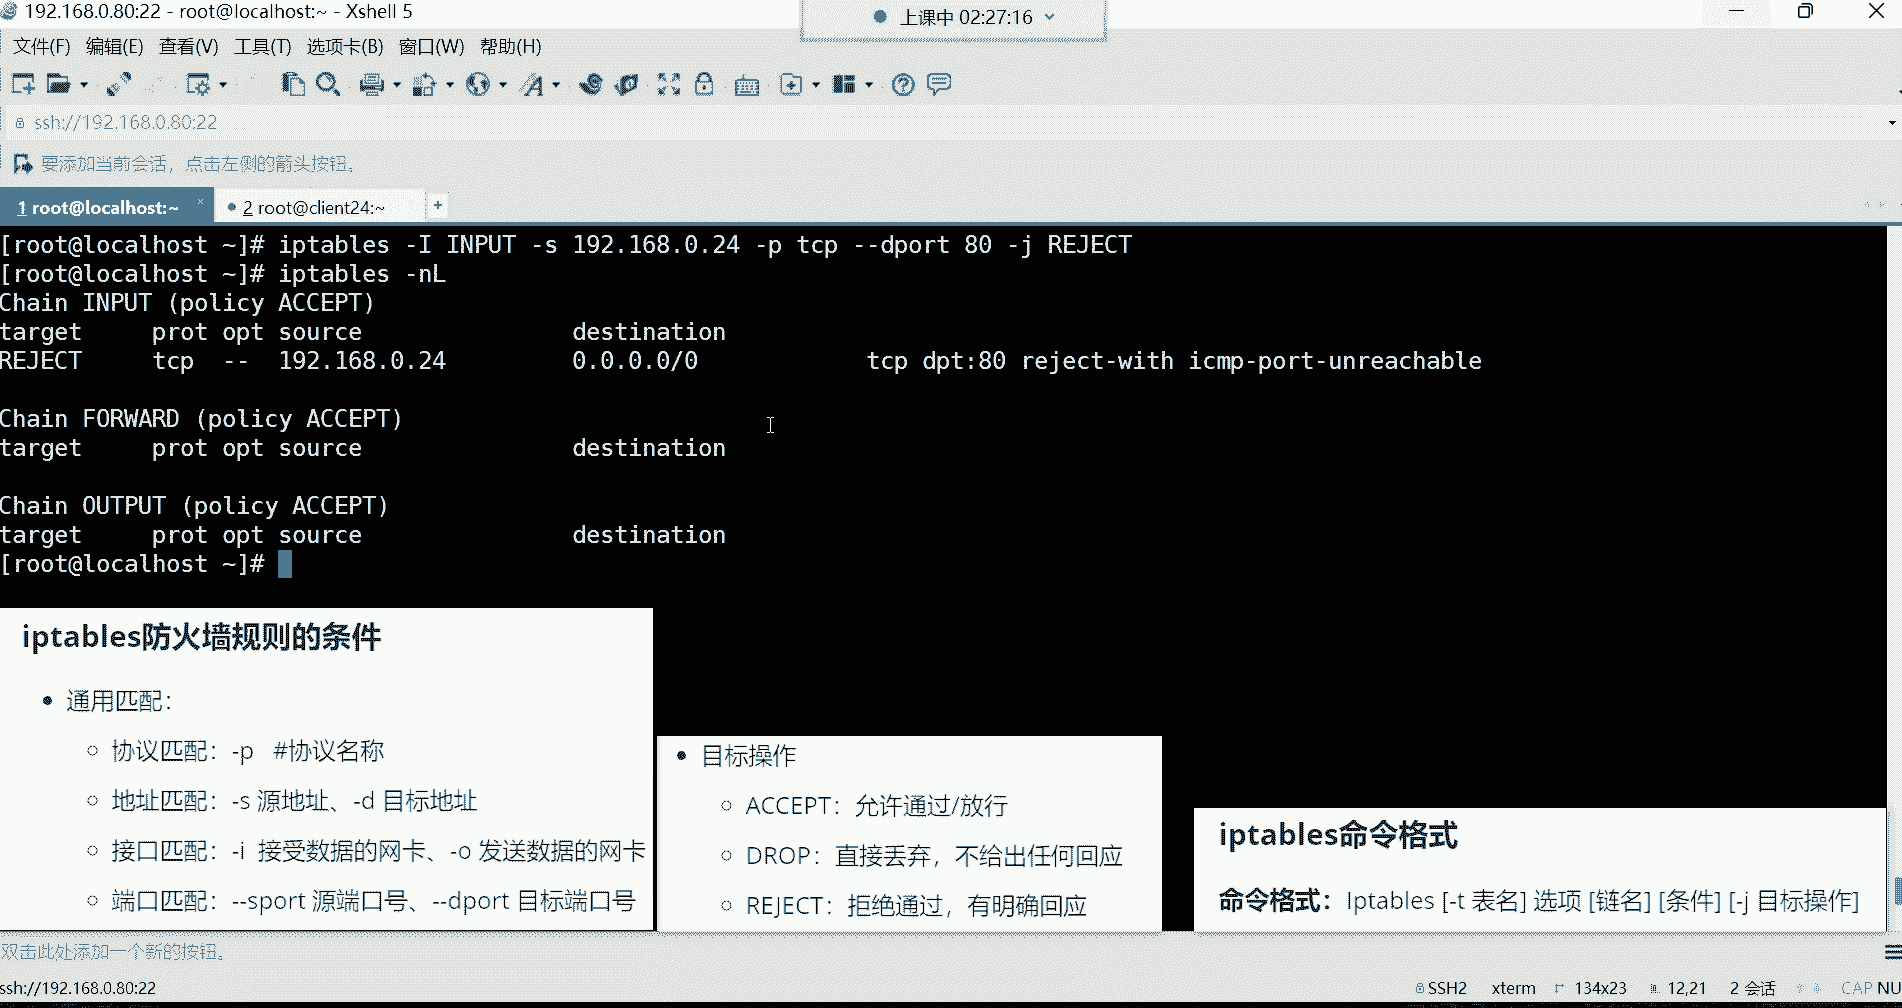 192.168.0.80:22 - root@localhost:~ - Xshell 5
上课中 02:27:16
文件(F) 编辑(E) 查看(V) 工具(T) 选项卡(B) 窗口(W) 帮助(H)
ssh://192.168.0.80:22
要添加当前会话，点击左侧的箭头按钮。
1 root@localhost:~ × 2 root@client24:~ +
[root@localhost ~]# iptables -I INPUT -s 192.168.0.24 -p tcp --dport 80 -j REJECT
[root@localhost ~]# iptables -nL
Chain INPUT (policy ACCEPT)
target prot opt source destination
REJECT tcp -- 192.168.0.24 0.0.0.0/0 tcp dpt:80 reject-with icmp-port-unreachable
Chain FORWARD (policy ACCEPT)
target prot opt source destination
Chain OUTPUT (policy ACCEPT)
target prot opt source destination
[root@localhost ~]#
iptables防火墙规则的条件
• 通用匹配：
○ 协议匹配：-p #协议名称
○ 地址匹配：-s 源地址、-d 目标地址
○ 接口匹配：-i 接受数据的网卡、-o 发送数据的网卡
○ 端口匹配：--sport 源端口号、--dport 目标端口号
• 目标操作
○ ACCEPT：允许通过/放行
○ DROP：直接丢弃，不给出任何回应
○ REJECT：拒绝通过，有明确回应
iptables命令格式
命令格式：Iptables [-t 表名] 选项 [链名] [条件] [-j 目标操作]
双击此处添加一个新的按钮。
ssh://192.168.0.80:22 SSH2 xterm 134x23 12,21 2 会话 CAP NU